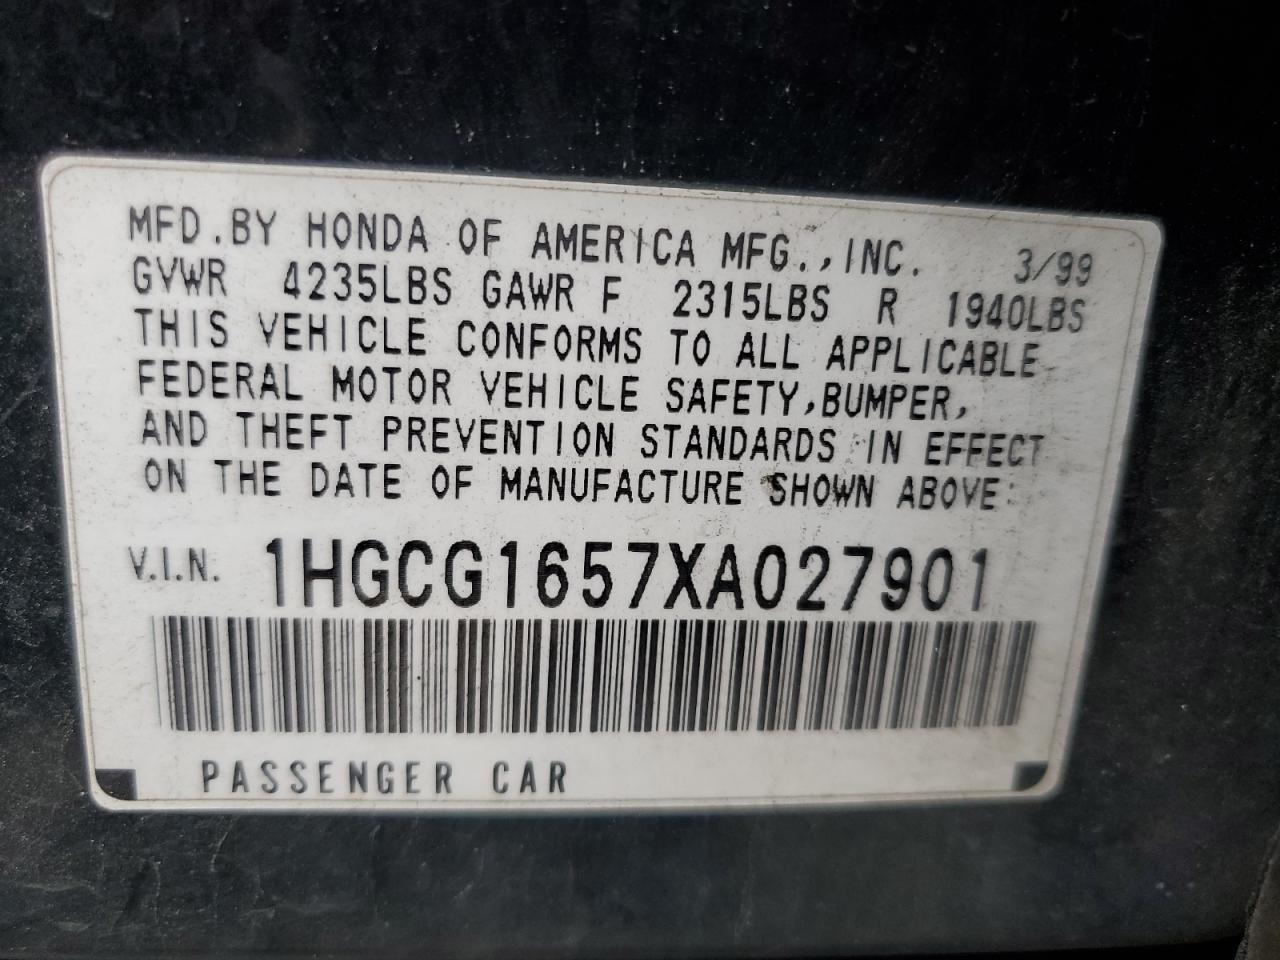 MFD.BY HONDA OF AMERICA MFG.,INC. 3/99
GVWR 4235LBS GAWR F 2315LBS R 1940LBS
THIS VEHICLE CONFORMS TO ALL APPLICABLE
FEDERAL MOTOR VEHICLE SAFETY,BUMPER,
AND THEFT PREVENTION STANDARDS IN EFFECT
ON THE DATE OF MANUFACTURE SHOWN ABOVE:
V.I.N. 1HGCG1657XA027901
PASSENGER CAR